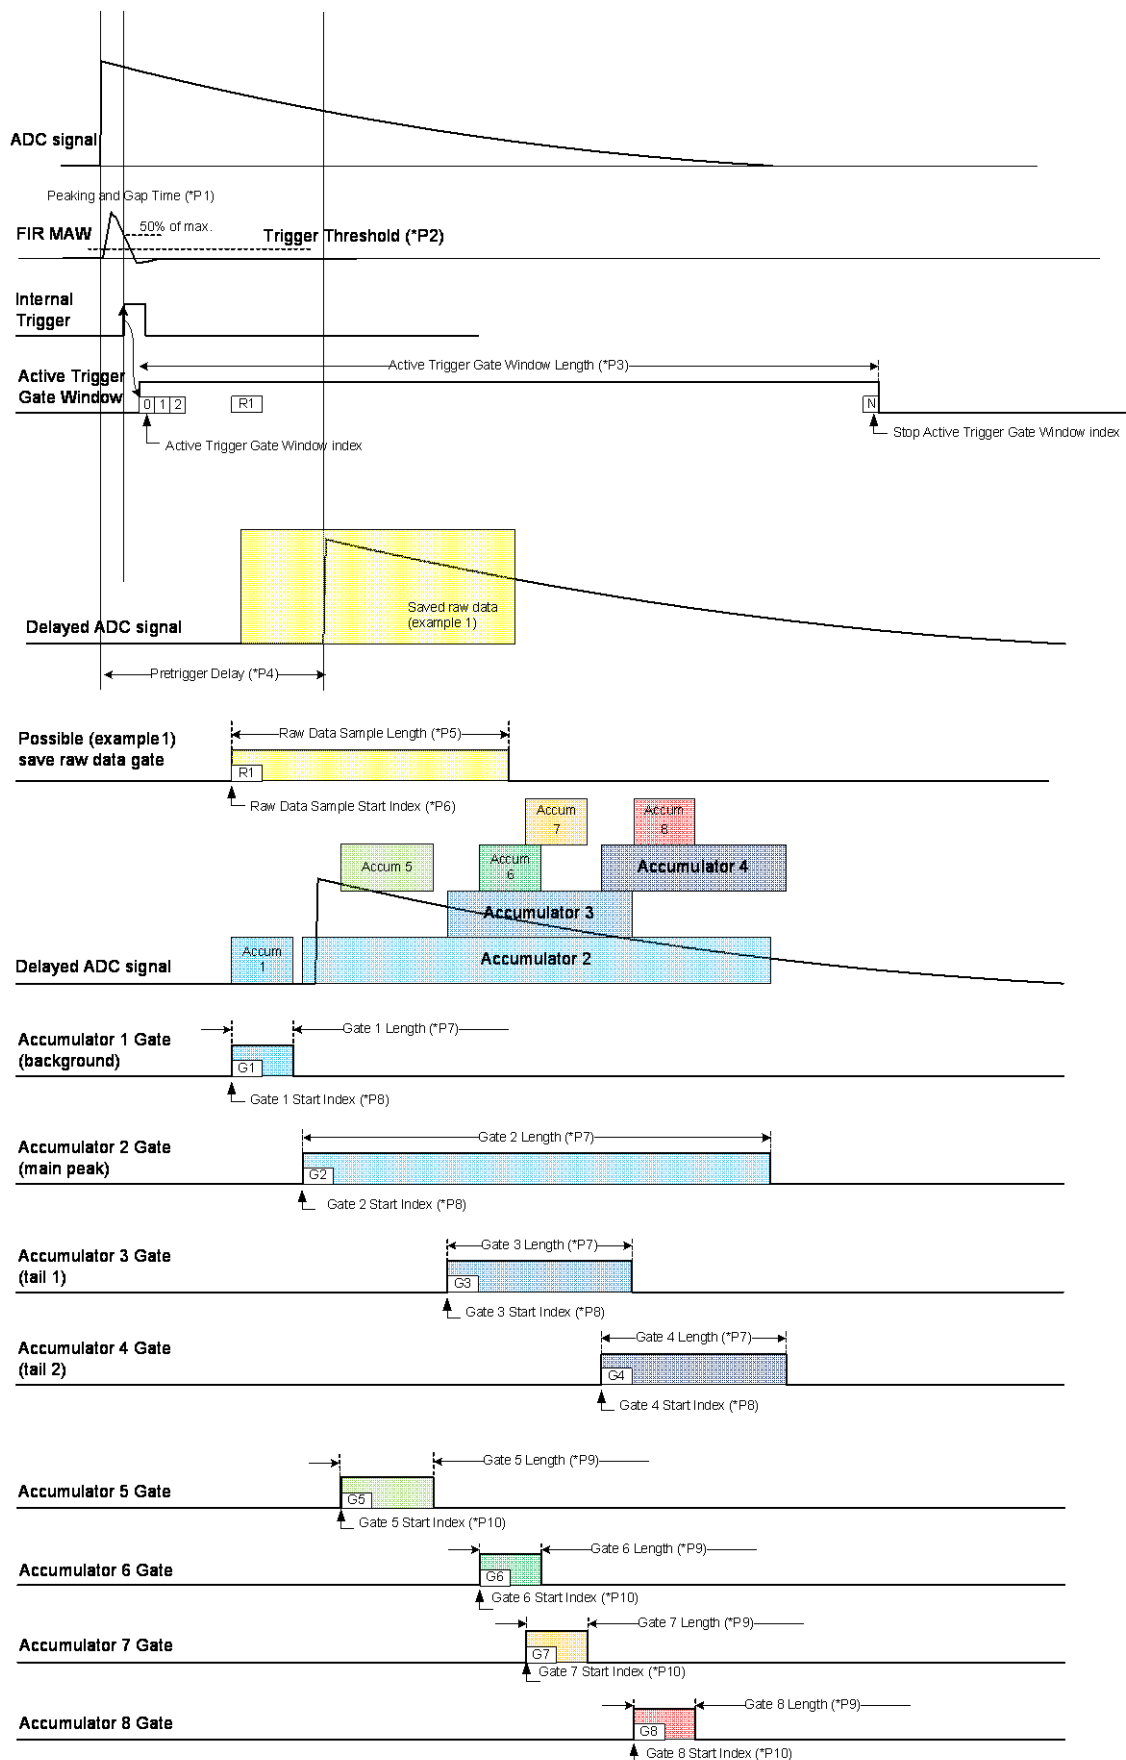 ADC signal
Peaking and Gap Time (*P1)
50% of max.
FIR MAW
Trigger Threshold (*P2)
Internal
Trigger
Active Trigger Gate Window Length (*P3)
Active Trigger
Gate Window
0 1 2
R1
N
Active Trigger Gate Window index
Stop Active Trigger Gate Window index
Saved raw data
(example 1)
Delayed ADC signal
Pretrigger Delay (*P4)
Possible (example1)
save raw data gate
Raw Data Sample Length (*P5)
R1
Raw Data Sample Start Index (*P6)
Accum
7
Accum
8
Accum 5
Accum
6
Accumulator 4
Accumulator 3
Accum
1
Accumulator 2
Delayed ADC signal
Gate 1 Length (*P7)
Accumulator 1 Gate
(background)
G1
Gate 1 Start Index (*P8)
Gate 2 Length (*P7)
Accumulator 2 Gate
(main peak)
G2
Gate 2 Start Index (*P8)
Gate 3 Length (*P7)
Accumulator 3 Gate
(tail 1)
G3
Gate 3 Start Index (*P8)
Gate 4 Length (*P7)
Accumulator 4 Gate
(tail 2)
G4
Gate 4 Start Index (*P8)
Gate 5 Length (*P9)
Accumulator 5 Gate
G5
Gate 5 Start Index (*P10)
Gate 6 Length (*P9)
Accumulator 6 Gate
G6
Gate 6 Start Index (*P10)
Gate 7 Length (*P9)
Accumulator 7 Gate
G7
Gate 7 Start Index (*P10)
Gate 8 Length (*P9)
Accumulator 8 Gate
G8
Gate 8 Start Index (*P10)